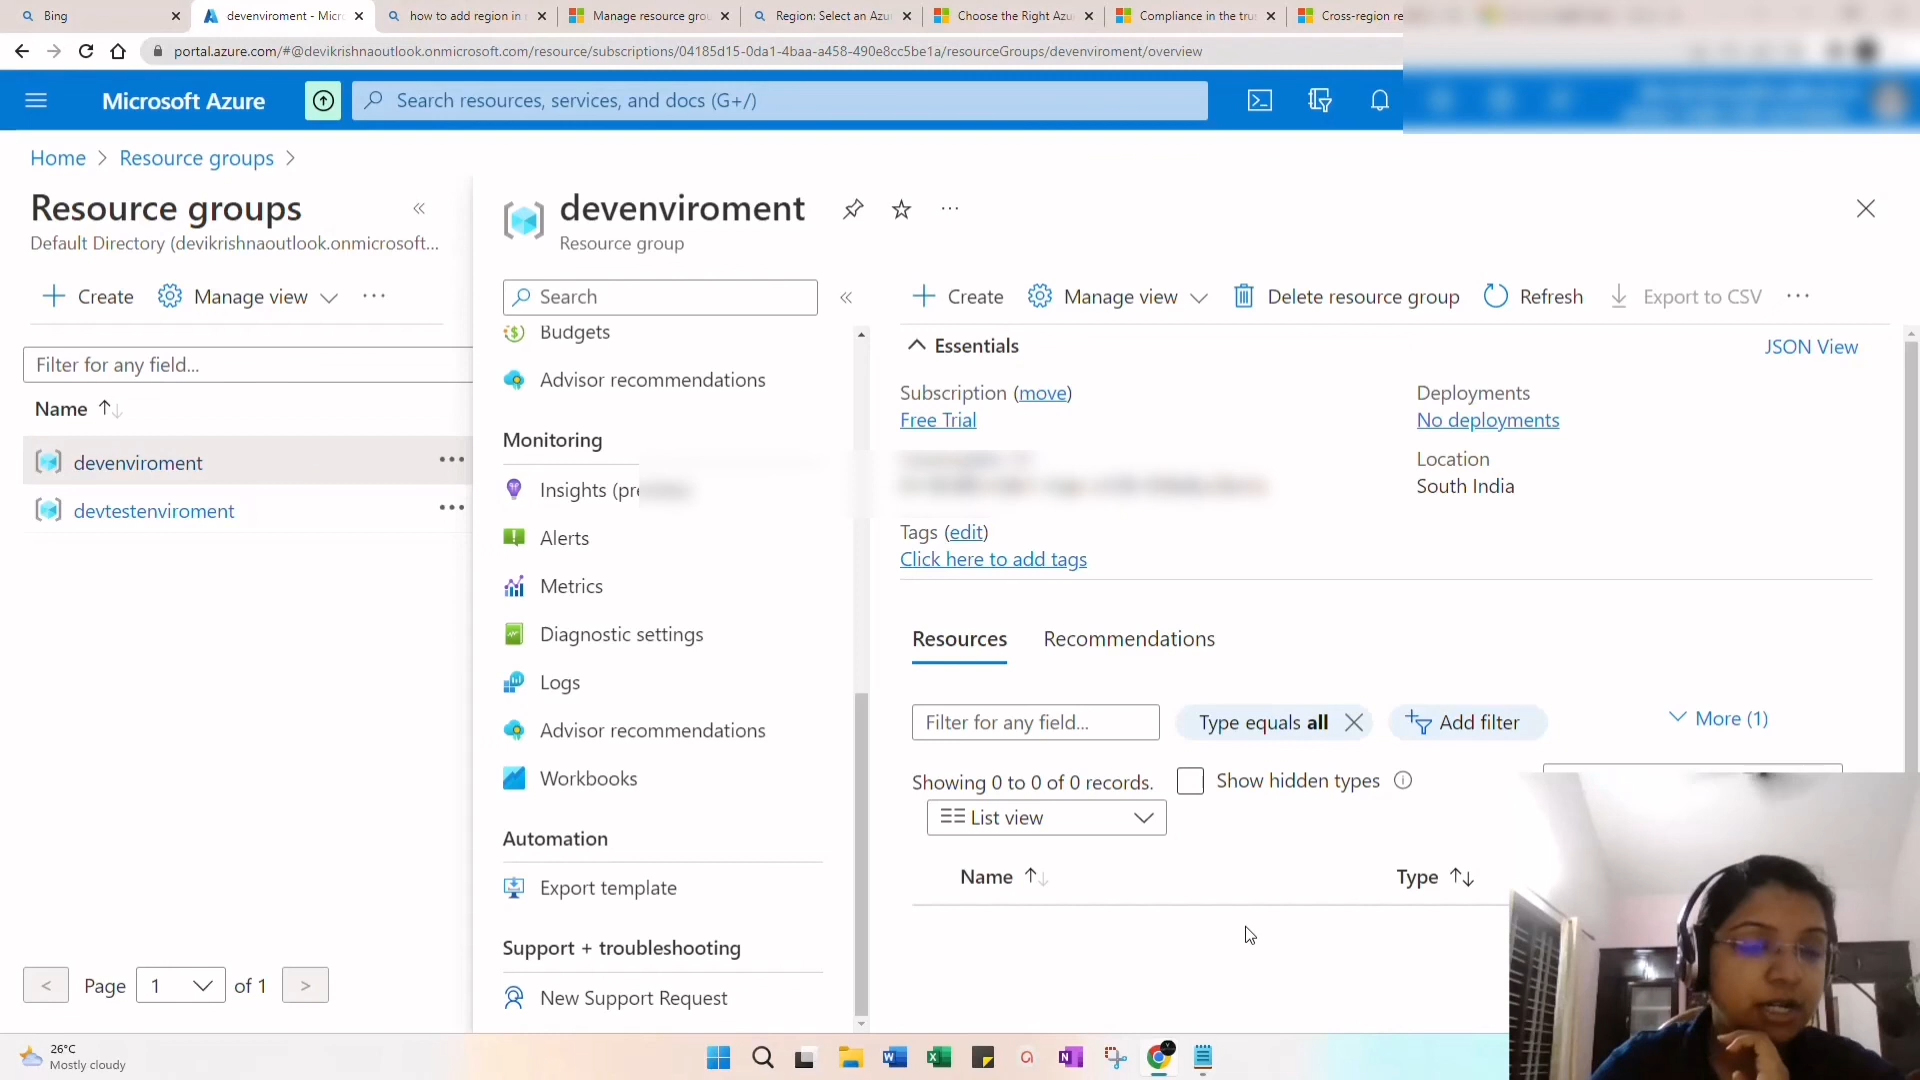 Bing
devenviroment - Micr
how to add region in
Manage resource grou
Region: Select an Azu
Choose the Right Azu
Compliance in the tru
Cross-region re
portal.azure.com/#@devikrishnaoutlook.onmicrosoft.com/resource/subscriptions/04185d15-0da1-4baa-a458-490e8cc5be1a/resourceGroups/devenviroment/overview
Microsoft Azure
Search resources, services, and docs (G+/)
Home > Resource groups >
Resource groups
Default Directory (devikrishnaoutlook.onmicrosoft...
Create
Manage view
Filter for any field...
Name
devenviroment
devtestenviroment
< Page 1 of 1 >
devenviroment
Resource group
Search
Budgets
Advisor recommendations
Monitoring
Insights (pre
Alerts
Metrics
Diagnostic settings
Logs
Advisor recommendations
Workbooks
Automation
Export template
Support + troubleshooting
New Support Request
Create
Manage view
Delete resource group
Refresh
Export to CSV
Essentials
JSON View
Subscription (move)
Free Trial
Deployments
No deployments
Location
South India
Tags (edit)
Click here to add tags
Resources
Recommendations
Filter for any field...
Type equals all
Add filter
More (1)
Showing 0 to 0 of 0 records.
Show hidden types
List view
Name
Type
26°C
Mostly cloudy